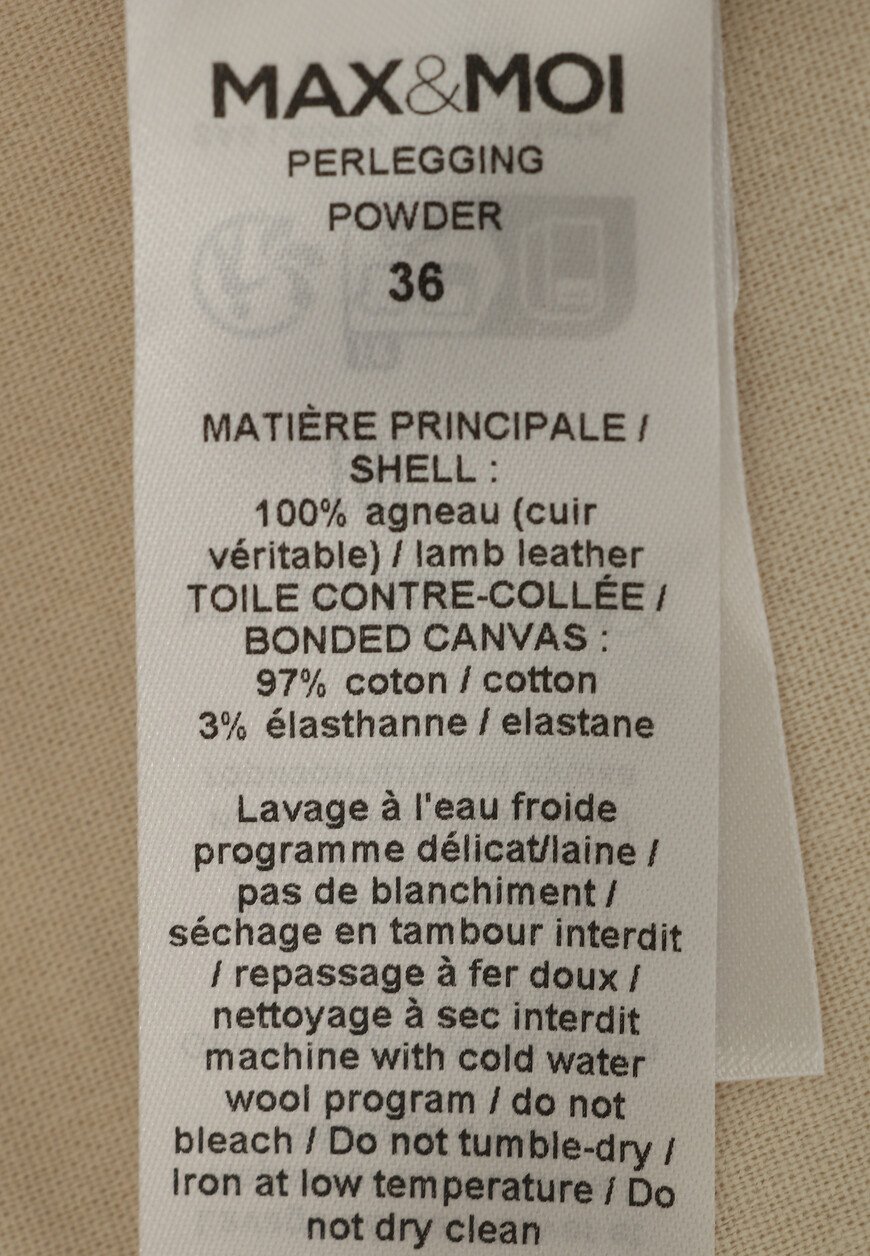 MAX&MOI
PERLEGGING
POWDER
36
MATIÈRE PRINCIPALE /
SHELL :
100% agneau (cuir
véritable) / lamb leather
TOILE CONTRE-COLLÉE /
BONDED CANVAS :
97% coton / cotton
3% élasthanne / elastane
Lavage à l'eau froide
programme délicat/laine /
pas de blanchiment /
séchage en tambour interdit
/ repassage à fer doux /
nettoyage à sec interdit
machine with cold water
wool program / do not
bleach / Do not tumble-dry /
Iron at low temperature / Do
not dry clean